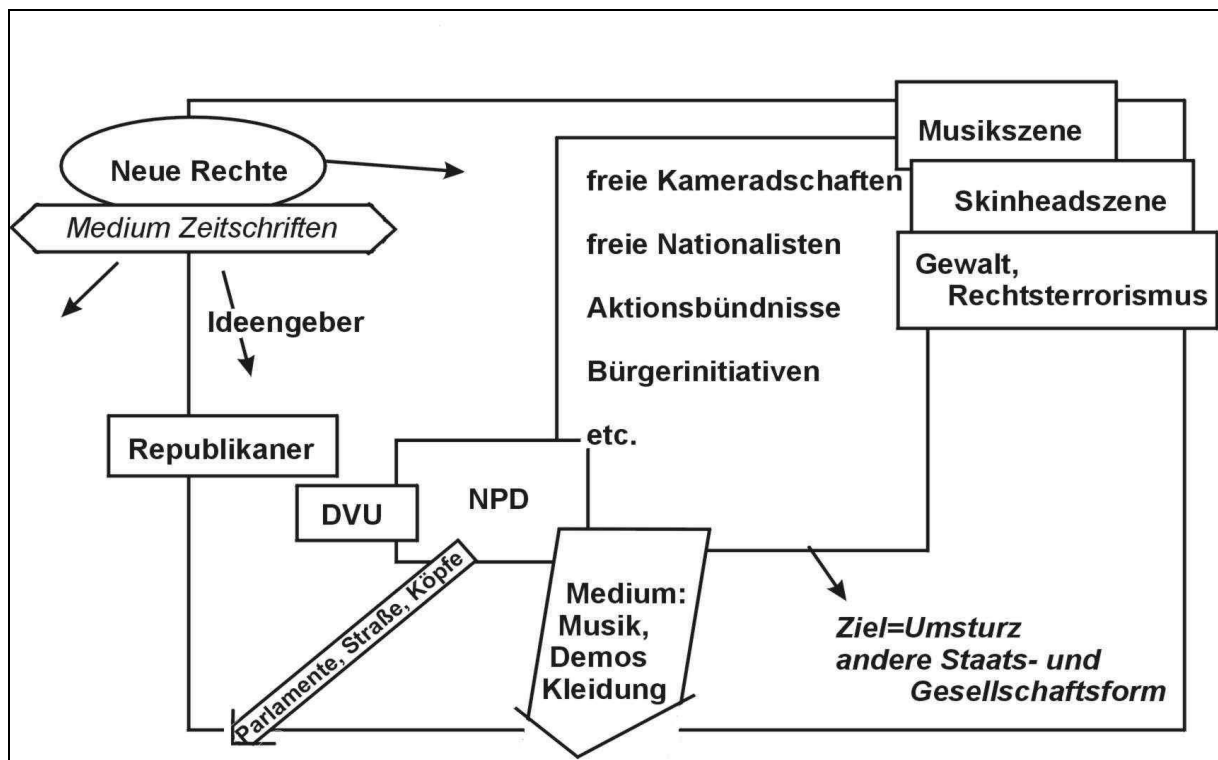 Neue Rechte
Medium Zeitschriften
Ideengeber
Republikaner
DVU
NPD
Parlamente, Straße, Köpfe
freie Kameradschaften
freie Nationalisten
Aktionsbündnisse
Bürgerinitiativen
etc.
Musikszene
Skinheadszene
Gewalt,
Rechtsterrorismus
Medium:
Musik,
Demos
Kleidung
Ziel=Umsturz
andere Staats- und
Gesellschaftsform